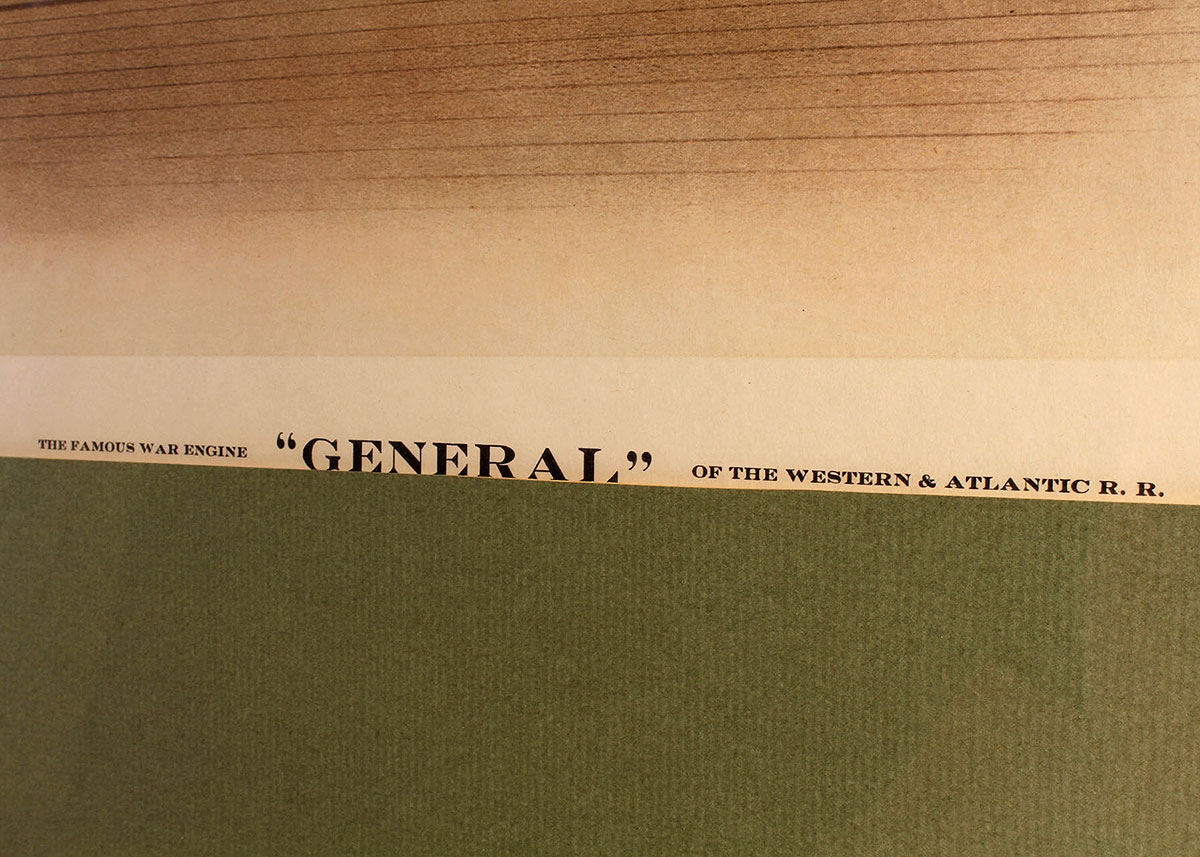 THE FAMOUS WAR ENGINE “GENERAL” OF THE WESTERN & ATLANTIC R. R.